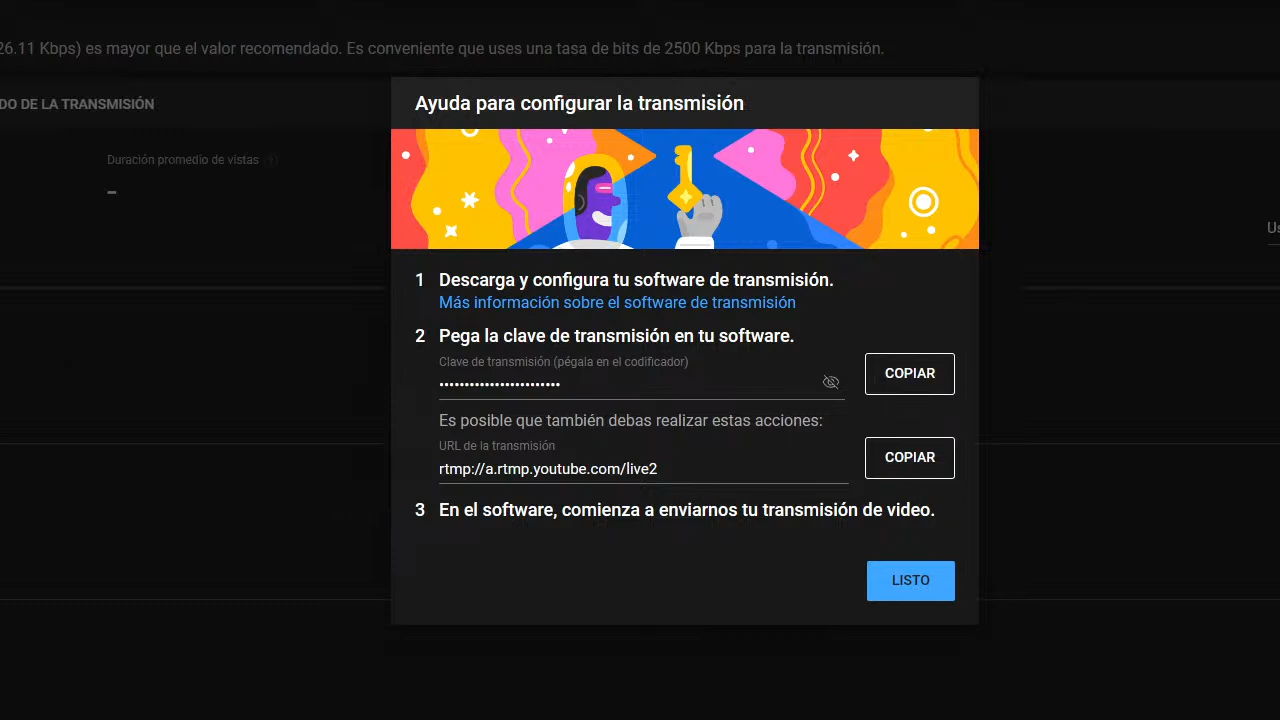 26.11 Kbps) es mayor que el valor recomendado. Es conveniente que uses una tasa de bits de 2500 Kbps para la transmisión.
DO DE LA TRANSMISIÓN
Duración promedio de vistas
–
Ayuda para configurar la transmisión
1 Descarga y configura tu software de transmisión.
Más información sobre el software de transmisión
2 Pega la clave de transmisión en tu software.
Clave de transmisión (pégala en el codificador)
••••••••••••••••••••••••
COPIAR
Es posible que también debas realizar estas acciones:
URL de la transmisión
rtmp://a.rtmp.youtube.com/live2
COPIAR
3 En el software, comienza a enviarnos tu transmisión de video.
LISTO
Us